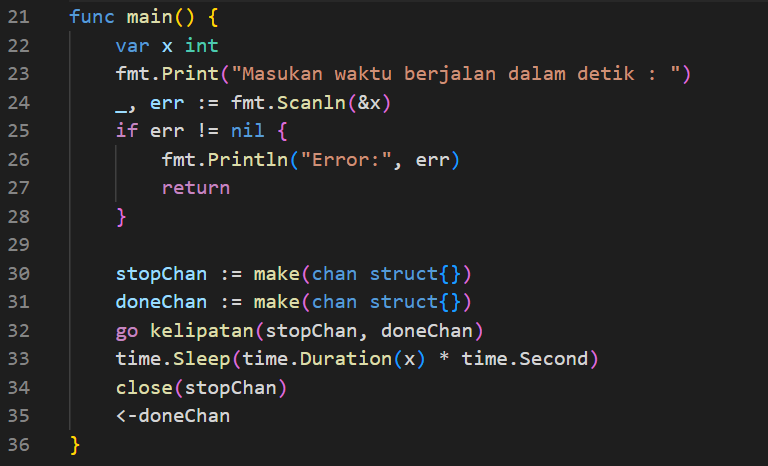 21 func main() {
22     var x int
23     fmt.Print("Masukan waktu berjalan dalam detik : ")
24     _, err := fmt.Scanln(&x)
25     if err != nil {
26         fmt.Println("Error:", err)
27         return
28     }
29
30     stopChan := make(chan struct{})
31     doneChan := make(chan struct{})
32     go kelipatan(stopChan, doneChan)
33     time.Sleep(time.Duration(x) * time.Second)
34     close(stopChan)
35     <-doneChan
36 }